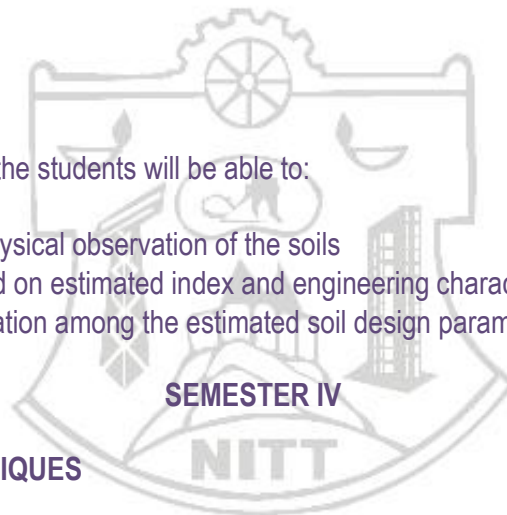 the students will be able to:
ysical observation of the soils
d on estimated index and engineering charac
ation among the estimated soil design param
SEMESTER IV
IQUES
NITT